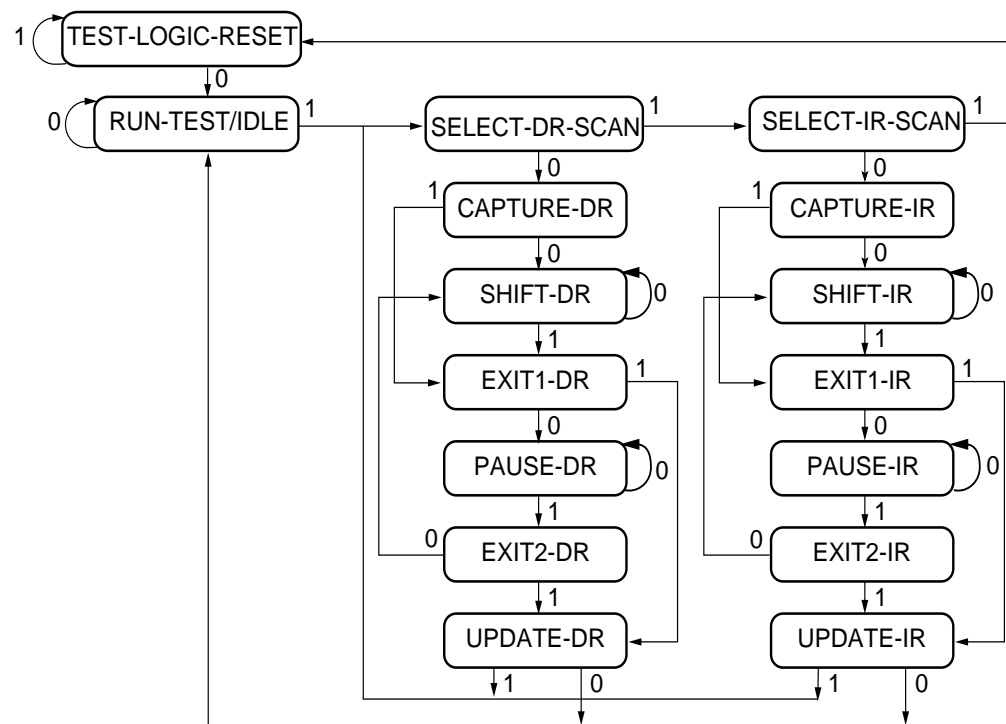 1
TEST-LOGIC-RESET
0
0
RUN-TEST/IDLE
1
SELECT-DR-SCAN
1
SELECT-IR-SCAN
1
0
0
1
CAPTURE-DR
1
CAPTURE-IR
0
0
SHIFT-DR
0
SHIFT-IR
0
1
1
EXIT1-DR
1
EXIT1-IR
1
0
0
PAUSE-DR
0
PAUSE-IR
0
1
1
0
EXIT2-DR
0
EXIT2-IR
1
1
UPDATE-DR
UPDATE-IR
1
0
1
0